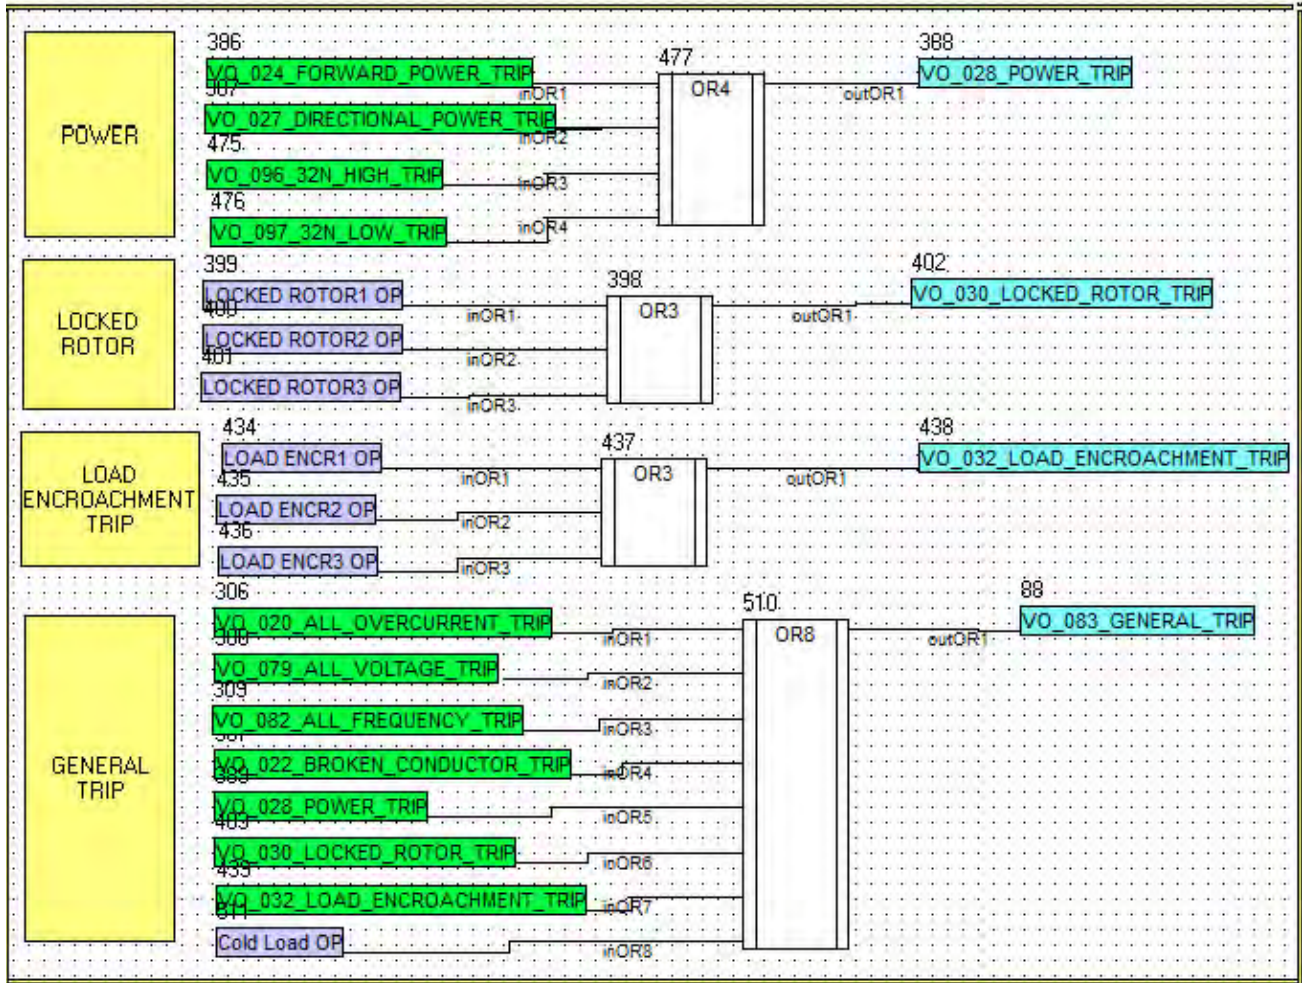 POWER
386
VO_024_FORWARD_POWER_TRIP
inOR1
VO_027_DIRECTIONAL_POWER_TRIP
inOR2
475
VO_096_32N_HIGH_TRIP
inOR3
476
VO_097_32N_LOW_TRIP
inOR4
477
OR4
outOR1
388
VO_028_POWER_TRIP
LOCKED
ROTOR
399
LOCKED ROTOR1 OP
inOR1
400
LOCKED ROTOR2 OP
inOR2
401
LOCKED ROTOR3 OP
inOR3
398
OR3
outOR1
402
VO_030_LOCKED_ROTOR_TRIP
LOAD
ENCROACHMENT
TRIP
434
LOAD ENCR1 OP
inOR1
435
LOAD ENCR2 OP
inOR2
436
LOAD ENCR3 OP
inOR3
437
OR3
outOR1
438
VO_032_LOAD_ENCROACHMENT_TRIP
GENERAL
TRIP
306
VO_020_ALL_OVERCURRENT_TRIP
inOR1
VO_079_ALL_VOLTAGE_TRIP
inOR2
309
VO_082_ALL_FREQUENCY_TRIP
inOR3
VO_022_BROKEN_CONDUCTOR_TRIP
inOR4
VO_028_POWER_TRIP
inOR5
403
VO_030_LOCKED_ROTOR_TRIP
inOR6
439
VO_032_LOAD_ENCROACHMENT_TRIP
inOR7
Cold Load OP
inOR8
510
OR8
outOR1
88
VO_083_GENERAL_TRIP